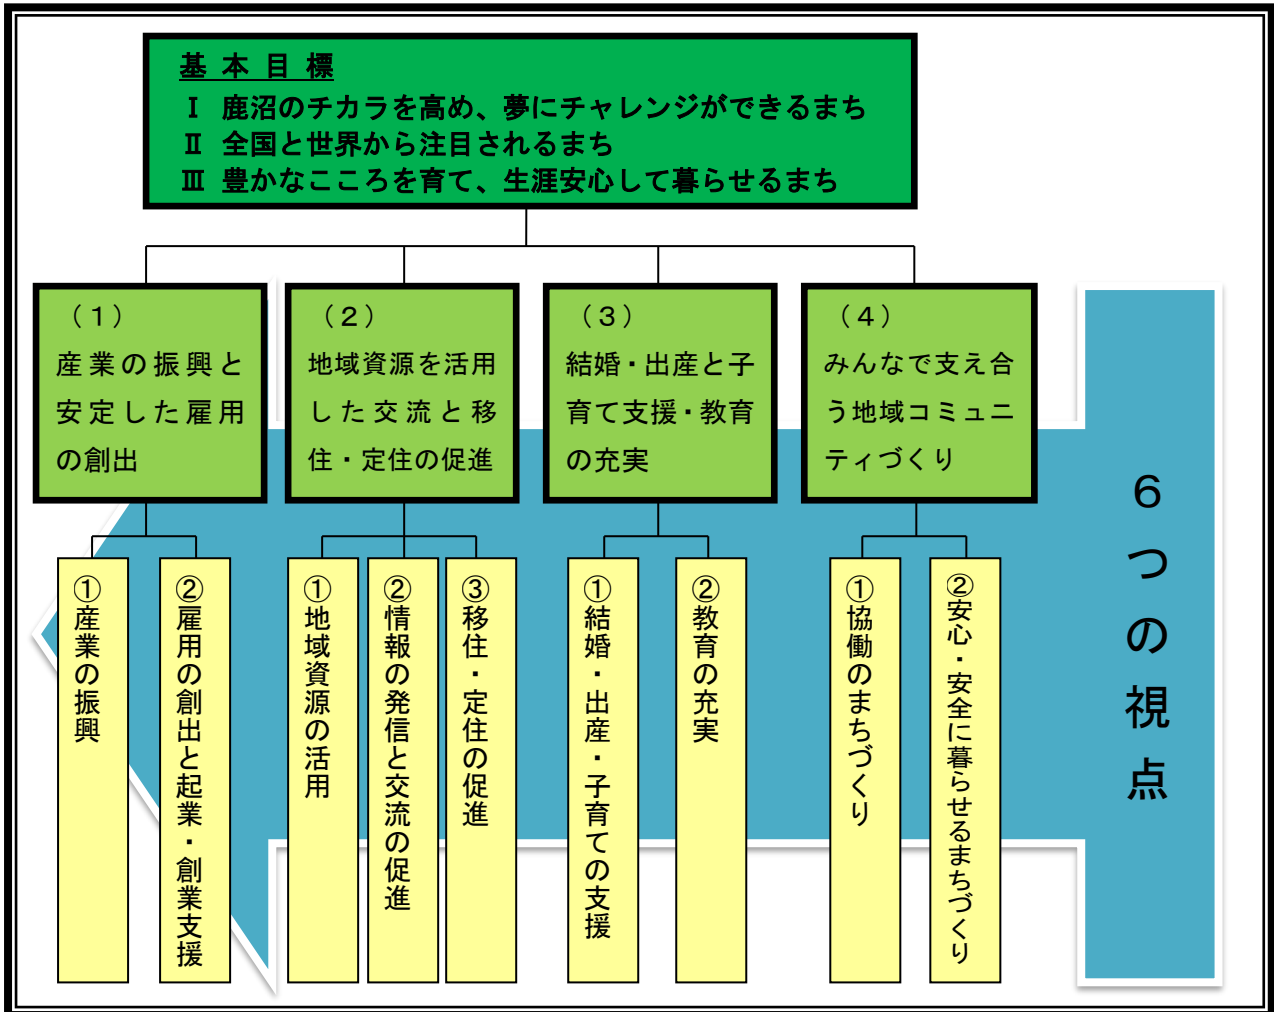 基本目標
Ⅰ 鹿沼のチカラを高め、夢にチャレンジができるまち
Ⅱ 全国と世界から注目されるまち
Ⅲ 豊かなこころを育て、生涯安心して暮らせるまち
（１）
産業の振興と
安定した雇用
の創出
（２）
地域資源を活用
した交流と移
住・定住の促進
（３）
結婚・出産と子
育て支援・教育
の充実
（４）
みんなで支え合
う地域コミュニ
ティづくり
①産業の振興
②雇用の創出と起業・創業支援
①地域資源の活用
②情報の発信と交流の促進
③移住・定住の促進
①結婚・出産・子育ての支援
②教育の充実
①協働のまちづくり
②安心・安全に暮らせるまちづくり
６つの視点